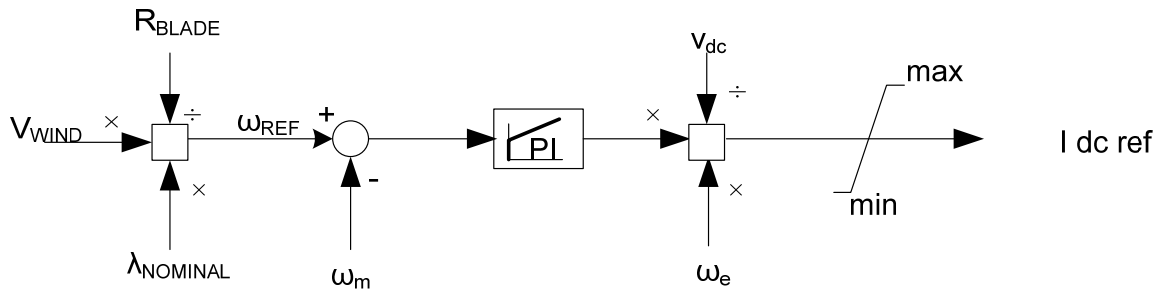 R_BLADE
÷
V_WIND
×
×
λ_NOMINAL
ω_REF
+
-
ω_m
PI
v_dc
÷
×
×
ω_e
max
min
I dc ref